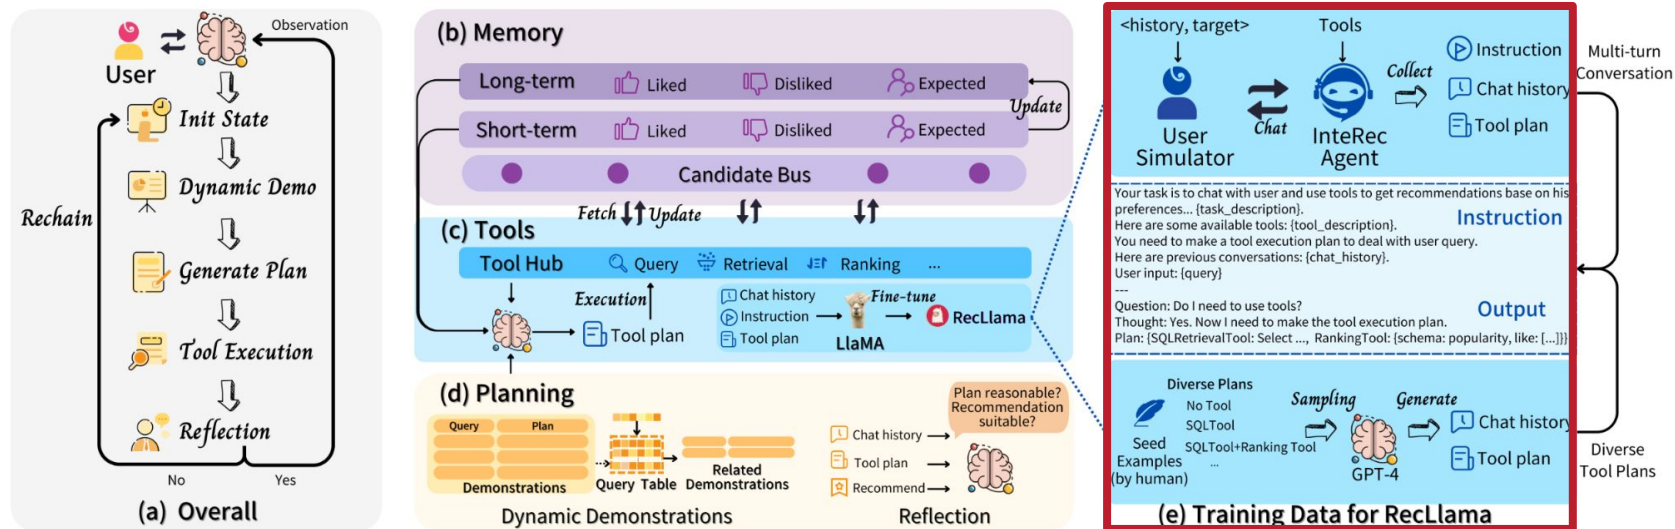 Observation
User
Init State
Dynamic Demo
Rechain
Generate Plan
Tool Execution
Reflection
No
Yes
(a) Overall
(b) Memory
Long-term
Liked
Disliked
Expected
Update
Short-term
Liked
Disliked
Expected
Candidate Bus
Fetch
Update
(c) Tools
Tool Hub
Query
Retrieval
Ranking
...
Execution
Tool plan
Chat history
Instruction
Tool plan
Fine-tune
LlaMA
RecLlama
(d) Planning
Query
Plan
Demonstrations
Query Table
Related
Demonstrations
Dynamic Demonstrations
Plan reasonable?
Recommendation
suitable?
Chat history
Tool plan
Recommend
Reflection
<history, target>
Tools
Collect
Instruction
Chat history
Tool plan
Chat
User
Simulator
InteRec
Agent
Multi-turn
Conversation
Your task is to chat with user and use tools to get recommendations base on his
preferences... {task_description}.
Here are some available tools: {tool_description}.
You need to make a tool execution plan to deal with user query.
Here are previous conversations: {chat_history}.
User input: {query}
---
Instruction
Question: Do I need to use tools?
Thought: Yes. Now I need to make the tool execution plan.
Plan: {SQLRetrievalTool: Select ..., RankingTool: {schema: popularity, like: [...]}}
Output
Diverse Plans
No Tool
SQLTool
SQLTool+Ranking Tool
...
Seed
Examples
(by human)
Sampling
GPT-4
Generate
Chat history
Tool plan
Diverse
Tool Plans
(e) Training Data for RecLlama